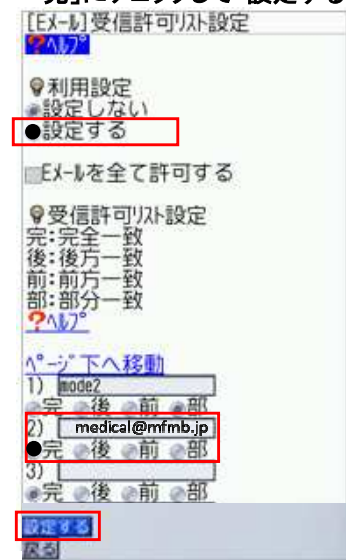 完」にチェックして「設定する
[Eﾒｰﾙ]受信許可ﾘｽﾄ設定
?ﾍﾙﾌﾟ
利用設定
設定しない
●設定する
Eﾒｰﾙを全て許可する
受信許可ﾘｽﾄ設定
完:完全一致
後:後方一致
前:前方一致
部:部分一致
?ﾍﾙﾌﾟ
ﾍﾟｰｼﾞ下へ移動
1) mode2
完 後 前 部
2) medical@mfmb.jp
●完 後 前 部
3)
完 後 前 部
設定する
戻る